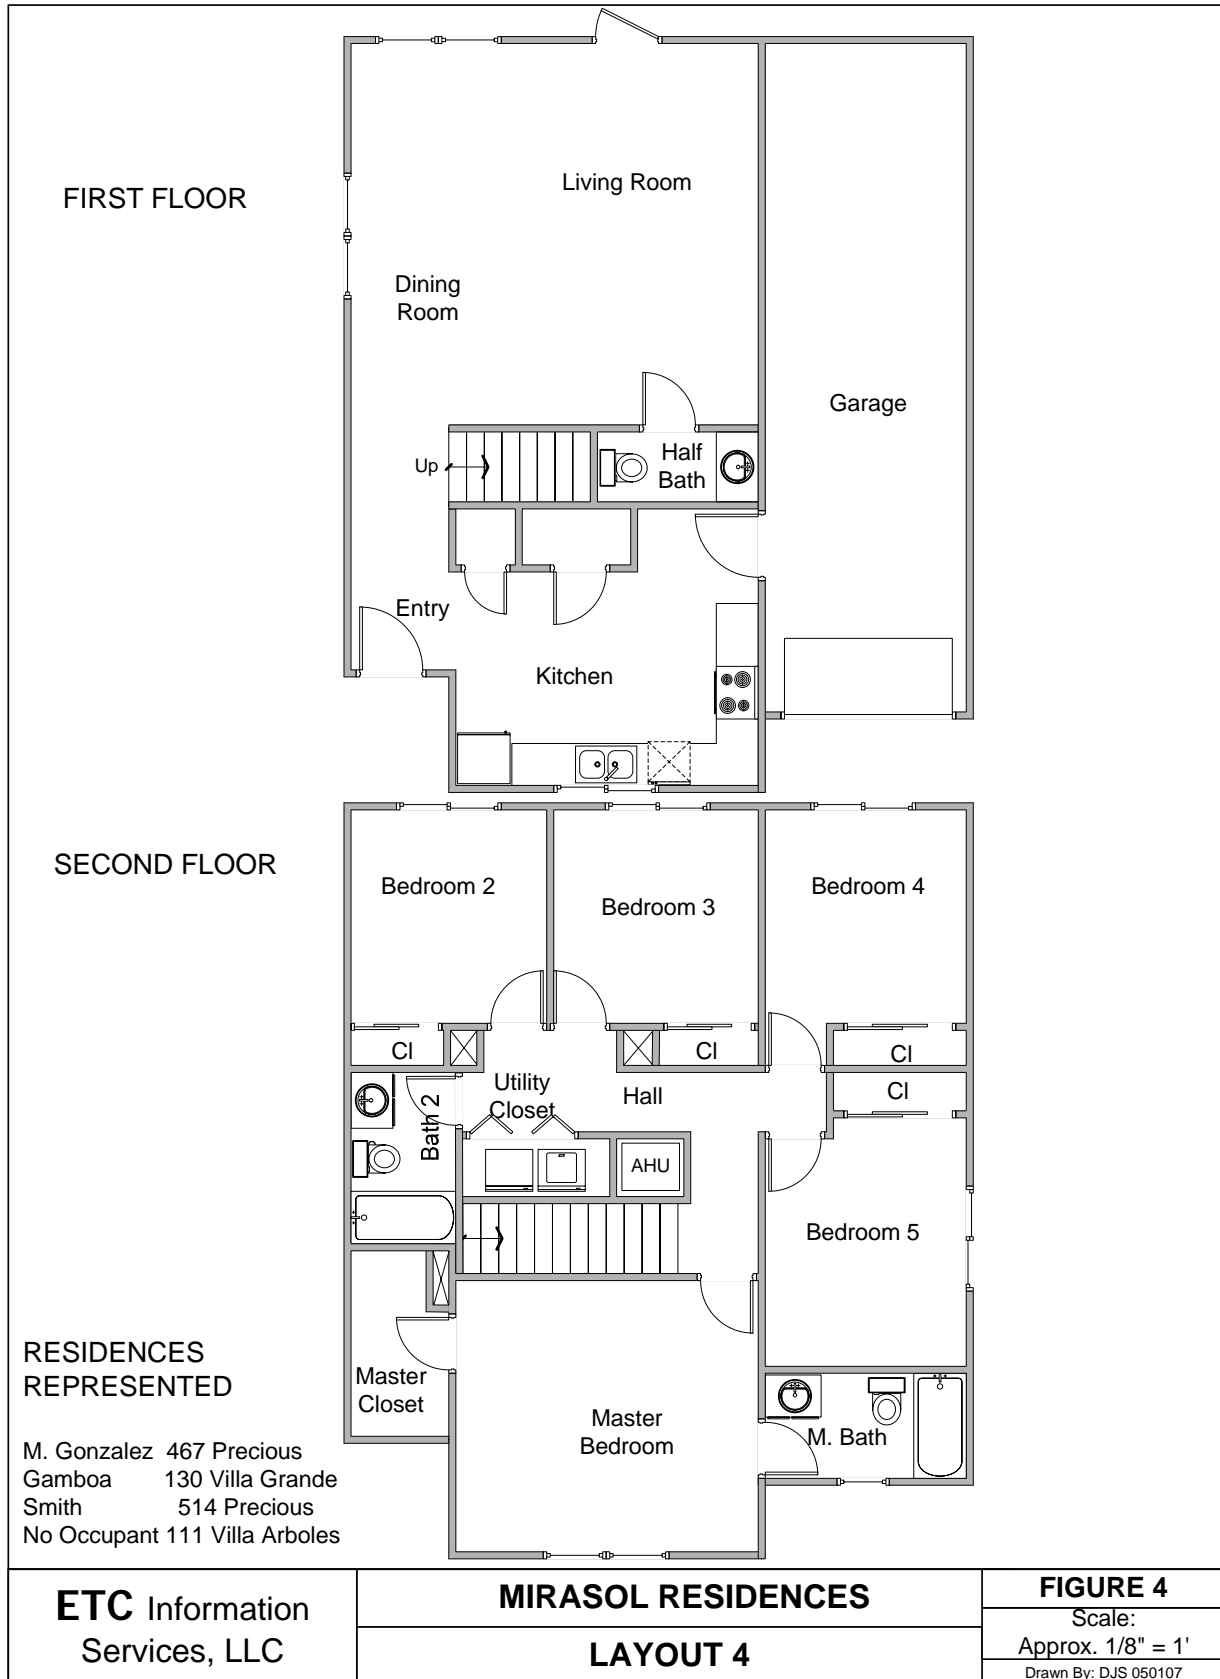 FIRST FLOOR
Living Room
Dining
Room
Garage
Up
Half
Bath
Entry
Kitchen
SECOND FLOOR
Bedroom 2
Bedroom 3
Bedroom 4
Cl
Cl
Cl
Cl
Utility
Closet
Hall
Bath 2
AHU
Bedroom 5
Master
Closet
Master
Bedroom
M. Bath
RESIDENCES
REPRESENTED
M. Gonzalez 467 Precious
Gamboa 130 Villa Grande
Smith 514 Precious
No Occupant 111 Villa Arboles
ETC Information
Services, LLC
MIRASOL RESIDENCES
LAYOUT 4
FIGURE 4
Scale:
Approx. 1/8" = 1'
Drawn By: DJS 050107